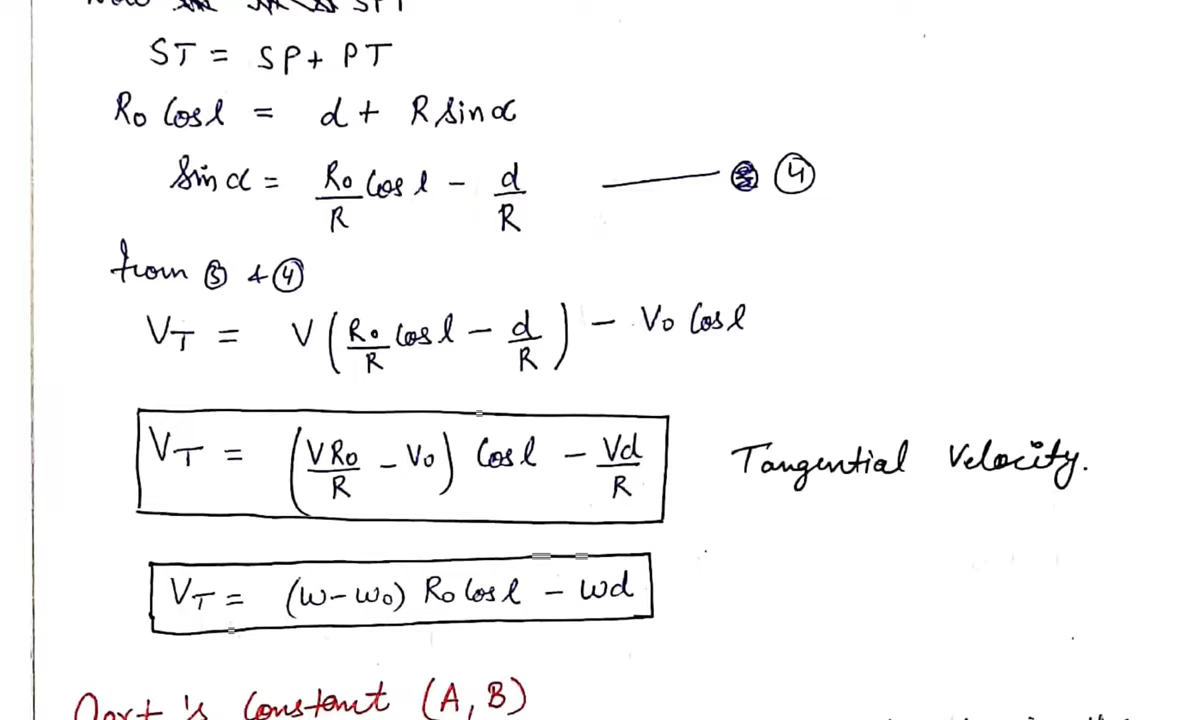 SPT
ST = SP + PT
R₀ Cos l = d + R Sin α
Sin α = R₀/R Cos l − d/R ④
from ③ & ④
V_T = V (R₀/R Cos l − d/R) − V₀ Cos l
V_T = (VR₀/R − V₀) Cos l − Vd/R Tangential Velocity.
V_T = (ω−ω₀) R₀ Cos l − ωd
Oort's Constant (A, B)